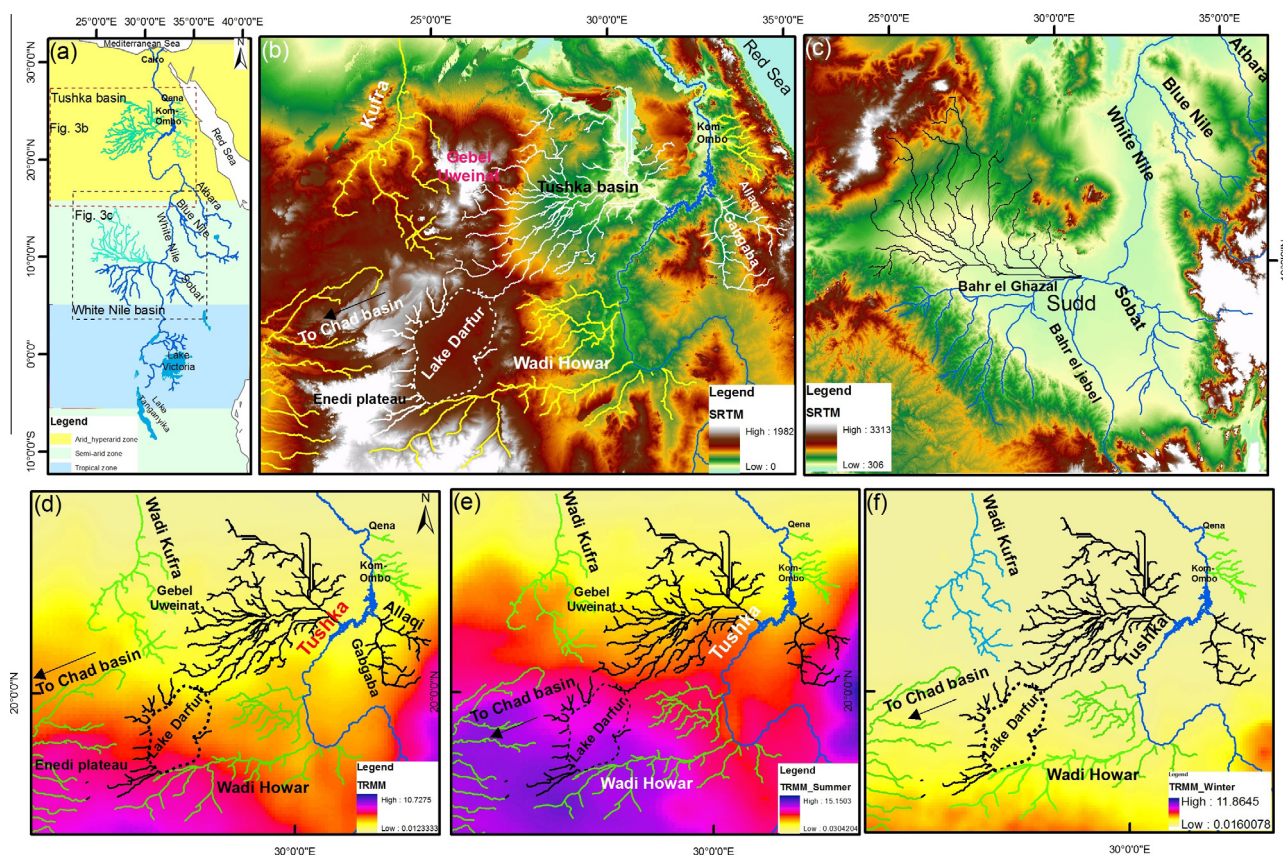 25°0'0"E 30°0'0"E 35°0'0"E 40°0'0"E
(a)
N
Mediterranean Sea
Cairo
30°0'0"N
20°0'0"N
10°0'0"N
0°0'0"
10°0'0"S
Tushka basin
Qena
Kom-
Ombo
Fig. 3b
Red Sea
Fig. 3c
Atbara
Blue Nile
White Nile
Sobat
White Nile basin
Lake
Victoria
Lake
Tanganyika
Legend
Arid_hyperarid zone
Semi-arid zone
Tropical zone
25°0'0"E 30°0'0"E 35°0'0"E
(b)
Red Sea
Kufra
Kom-
Ombo
Gebel
Uweinat
Tushka basin
Allaqi
Gabgaba
To Chad basin
Lake Darfur
Wadi Howar
Enedi plateau
Legend
SRTM
High : 1982
Low : 0
25°0'0"E 30°0'0"E 35°0'0"E
(c)
Atbara
Blue Nile
White Nile
Bahr el Ghazal
Sudd
Sobat
Bahr el jebel
10°0'0"N
Legend
SRTM
High : 3313
Low : 306
(d)
N
Wadi Kufra
Qena
Kom-
Ombo
Gebel
Uweinat
Tushka
Allaqi
Gabgaba
To Chad basin
20°0'0"N
Lake Darfur
Enedi plateau
Wadi Howar
Legend
TRMM
High : 10.7275
Low : 0.0123333
30°0'0"E
(e)
Wadi Kufra
Qena
Kom-
Ombo
Gebel
Uweinat
Tushka
To Chad basin
20°0'0"N
Lake Darfur
Wadi Howar
Legend
TRMM_Summer
High : 15.1503
Low : 0.0304204
30°0'0"E
(f)
Wadi Kufra
Qena
Kom-
Ombo
Tushka
To Chad basin
20°0'0"N
Lake Darfur
Wadi Howar
Legend
TRMM_Winter
High : 11.8645
Low : 0.0160078
30°0'0"E